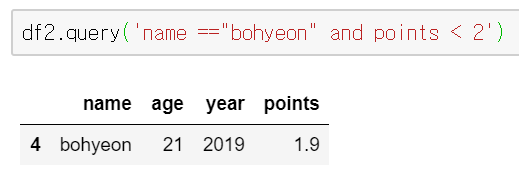 df2.query('name =="bohyeon" and points < 2')
name age year points
4 bohyeon 21 2019 1.9